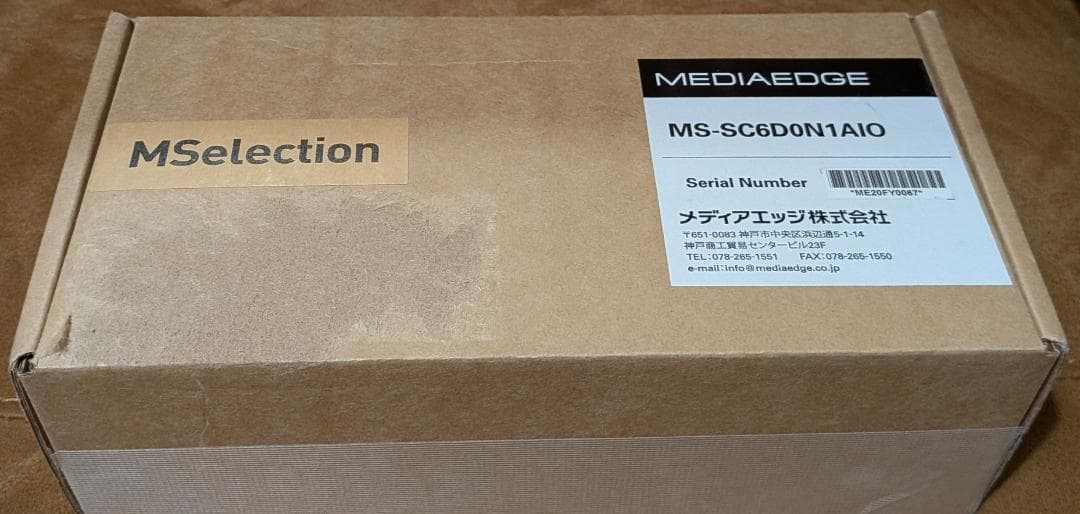 MSelection
MEDIAEDGE
MS-SC6D0N1AIO
Serial Number
*ME20FY0067*
メディアエッジ株式会社
〒651-0083 神戸市中央区浜辺通5-1-14
神戸商工貿易センタービル23F
TEL:078-265-1551 FAX:078-265-1550
e-mail:info@mediaedge.co.jp